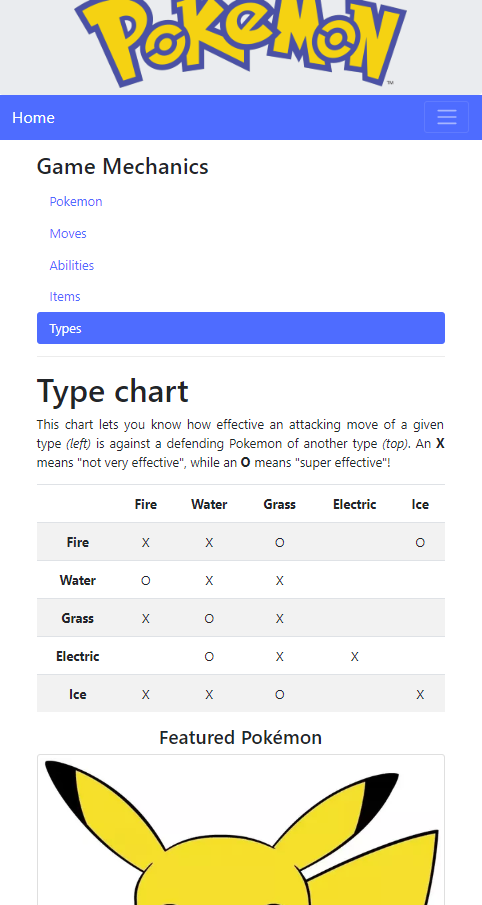 POKéMON
TM
Home
Game Mechanics
Pokemon
Moves
Abilities
Items
Types
Type chart
This chart lets you know how effective an attacking move of a given
type (left) is against a defending Pokemon of another type (top). An X
means "not very effective", while an O means "super effective"!
Fire Water Grass Electric Ice
Fire X X O O
Water O X X
Grass X O X
Electric O X X
Ice X X O X
Featured Pokémon